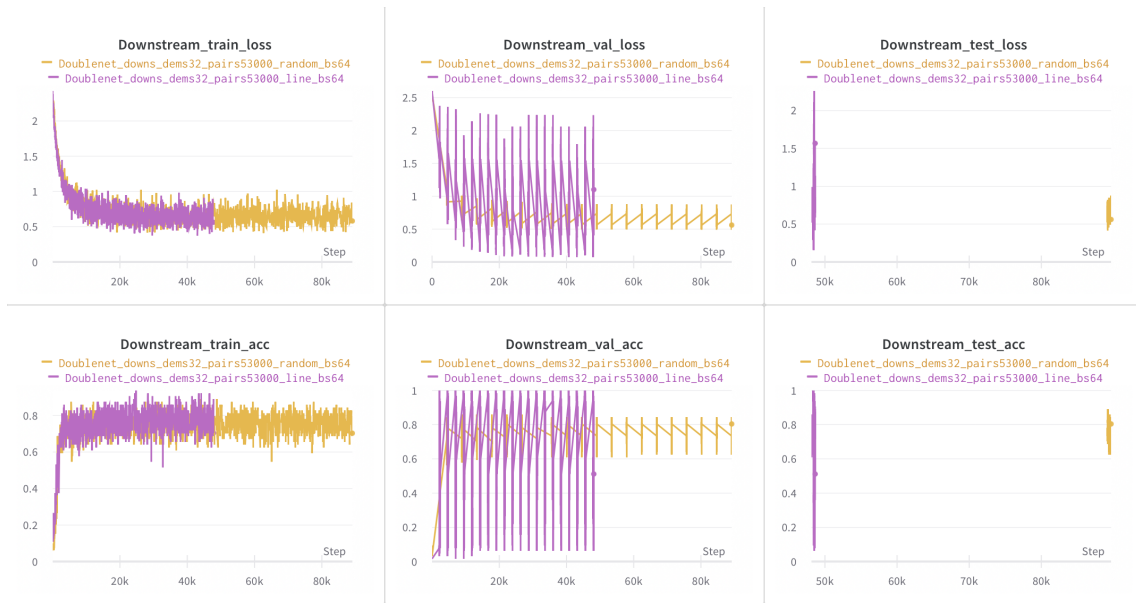 Downstream_train_loss
Doublenet_downs_dems32_pairs53000_random_bs64
Doublenet_downs_dems32_pairs53000_line_bs64
2
1.5
1
0.5
0
Step
20k 40k 60k 80k
Downstream_val_loss
Doublenet_downs_dems32_pairs53000_random_bs64
Doublenet_downs_dems32_pairs53000_line_bs64
2.5
2
1.5
1
0.5
0
Step
0 20k 40k 60k 80k
Downstream_test_loss
Doublenet_downs_dems32_pairs53000_random_bs64
Doublenet_downs_dems32_pairs53000_line_bs64
2
1.5
1
0.5
0
Step
50k 60k 70k 80k
Downstream_train_acc
Doublenet_downs_dems32_pairs53000_random_bs64
Doublenet_downs_dems32_pairs53000_line_bs64
0.8
0.6
0.4
0.2
0
Step
20k 40k 60k 80k
Downstream_val_acc
Doublenet_downs_dems32_pairs53000_random_bs64
Doublenet_downs_dems32_pairs53000_line_bs64
1
0.8
0.6
0.4
0.2
0
Step
0 20k 40k 60k 80k
Downstream_test_acc
Doublenet_downs_dems32_pairs53000_random_bs64
Doublenet_downs_dems32_pairs53000_line_bs64
1
0.8
0.6
0.4
0.2
0
Step
50k 60k 70k 80k